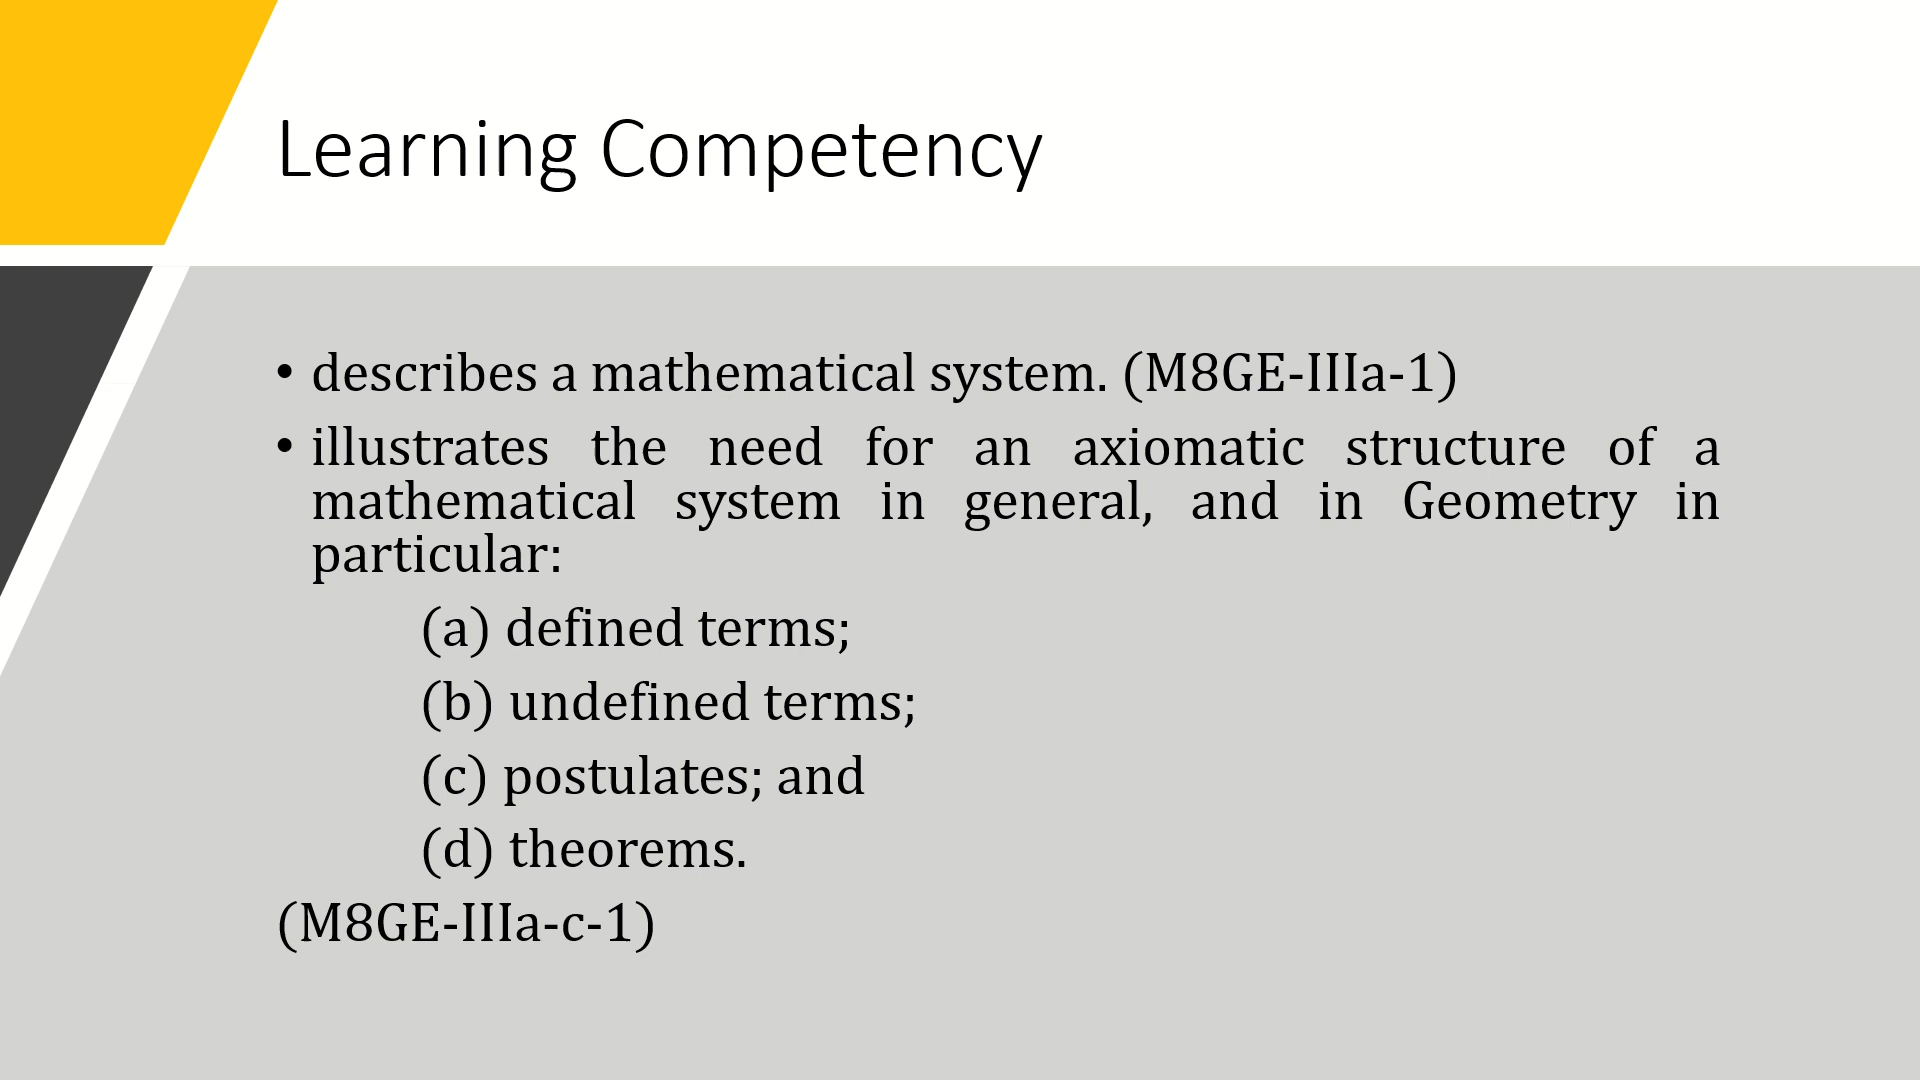 Learning Competency
• describes a mathematical system. (M8GE-IIIa-1)
• illustrates the need for an axiomatic structure of a
mathematical system in general, and in Geometry in
particular:
(a) defined terms;
(b) undefined terms;
(c) postulates; and
(d) theorems.
(M8GE-IIIa-c-1)